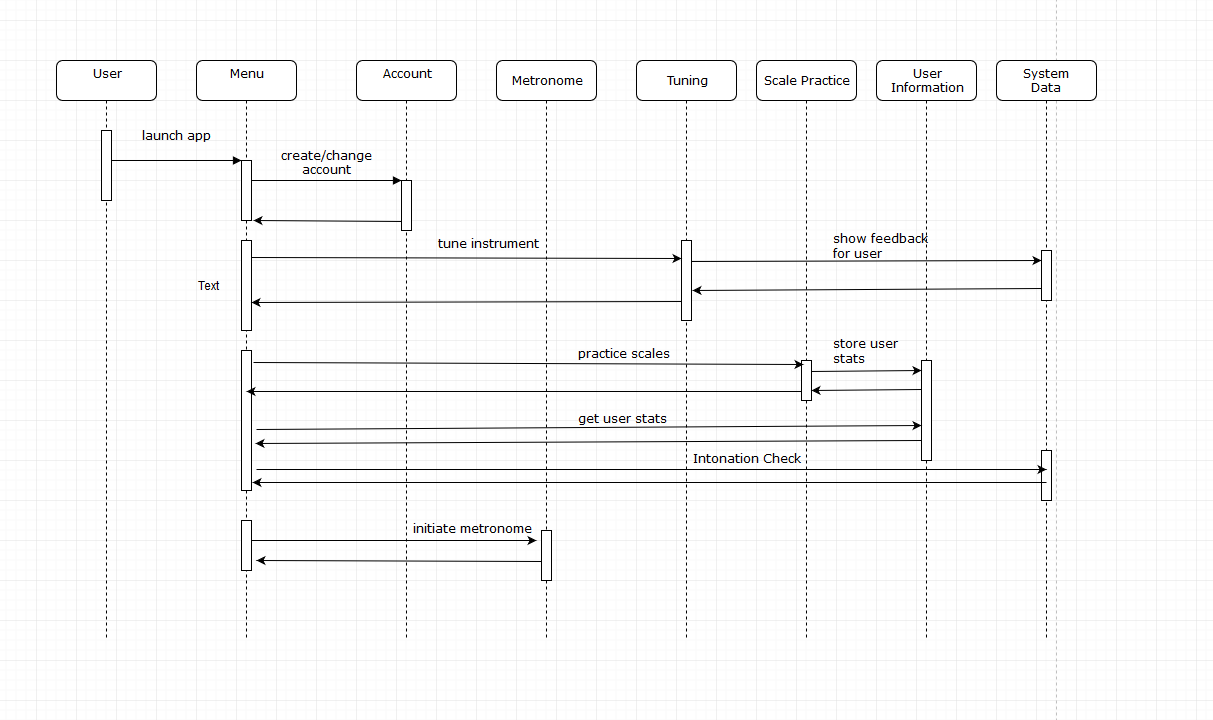 User
Menu
Account
Metronome
Tuning
Scale Practice
User
Information
System
Data
launch app
create/change
account
tune instrument
show feedback
for user
Text
practice scales
store user
stats
get user stats
Intonation Check
initiate metronome